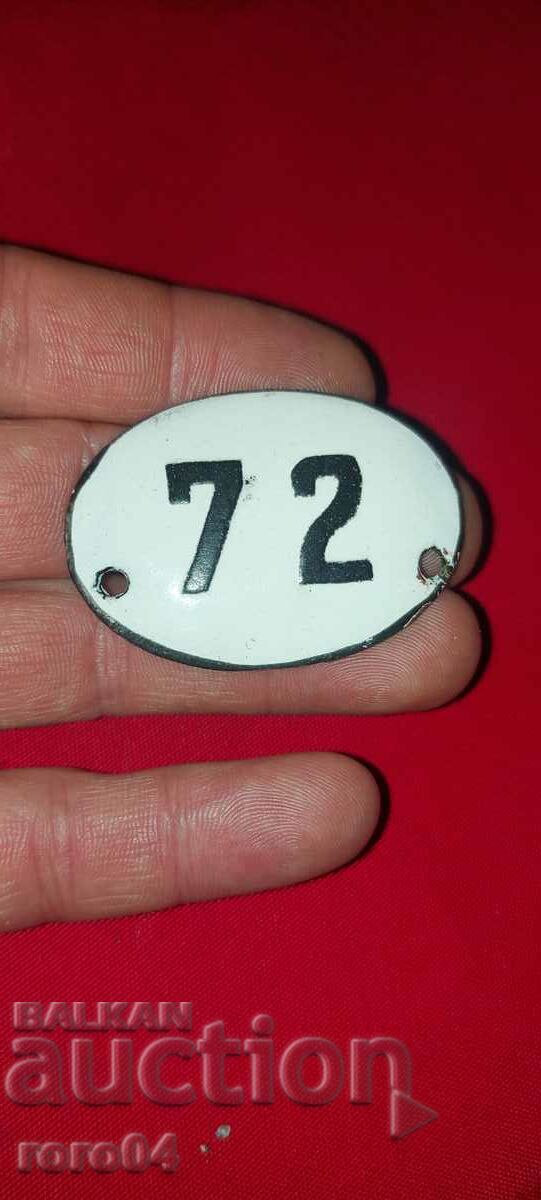 72
BALKAN
auction
roro04